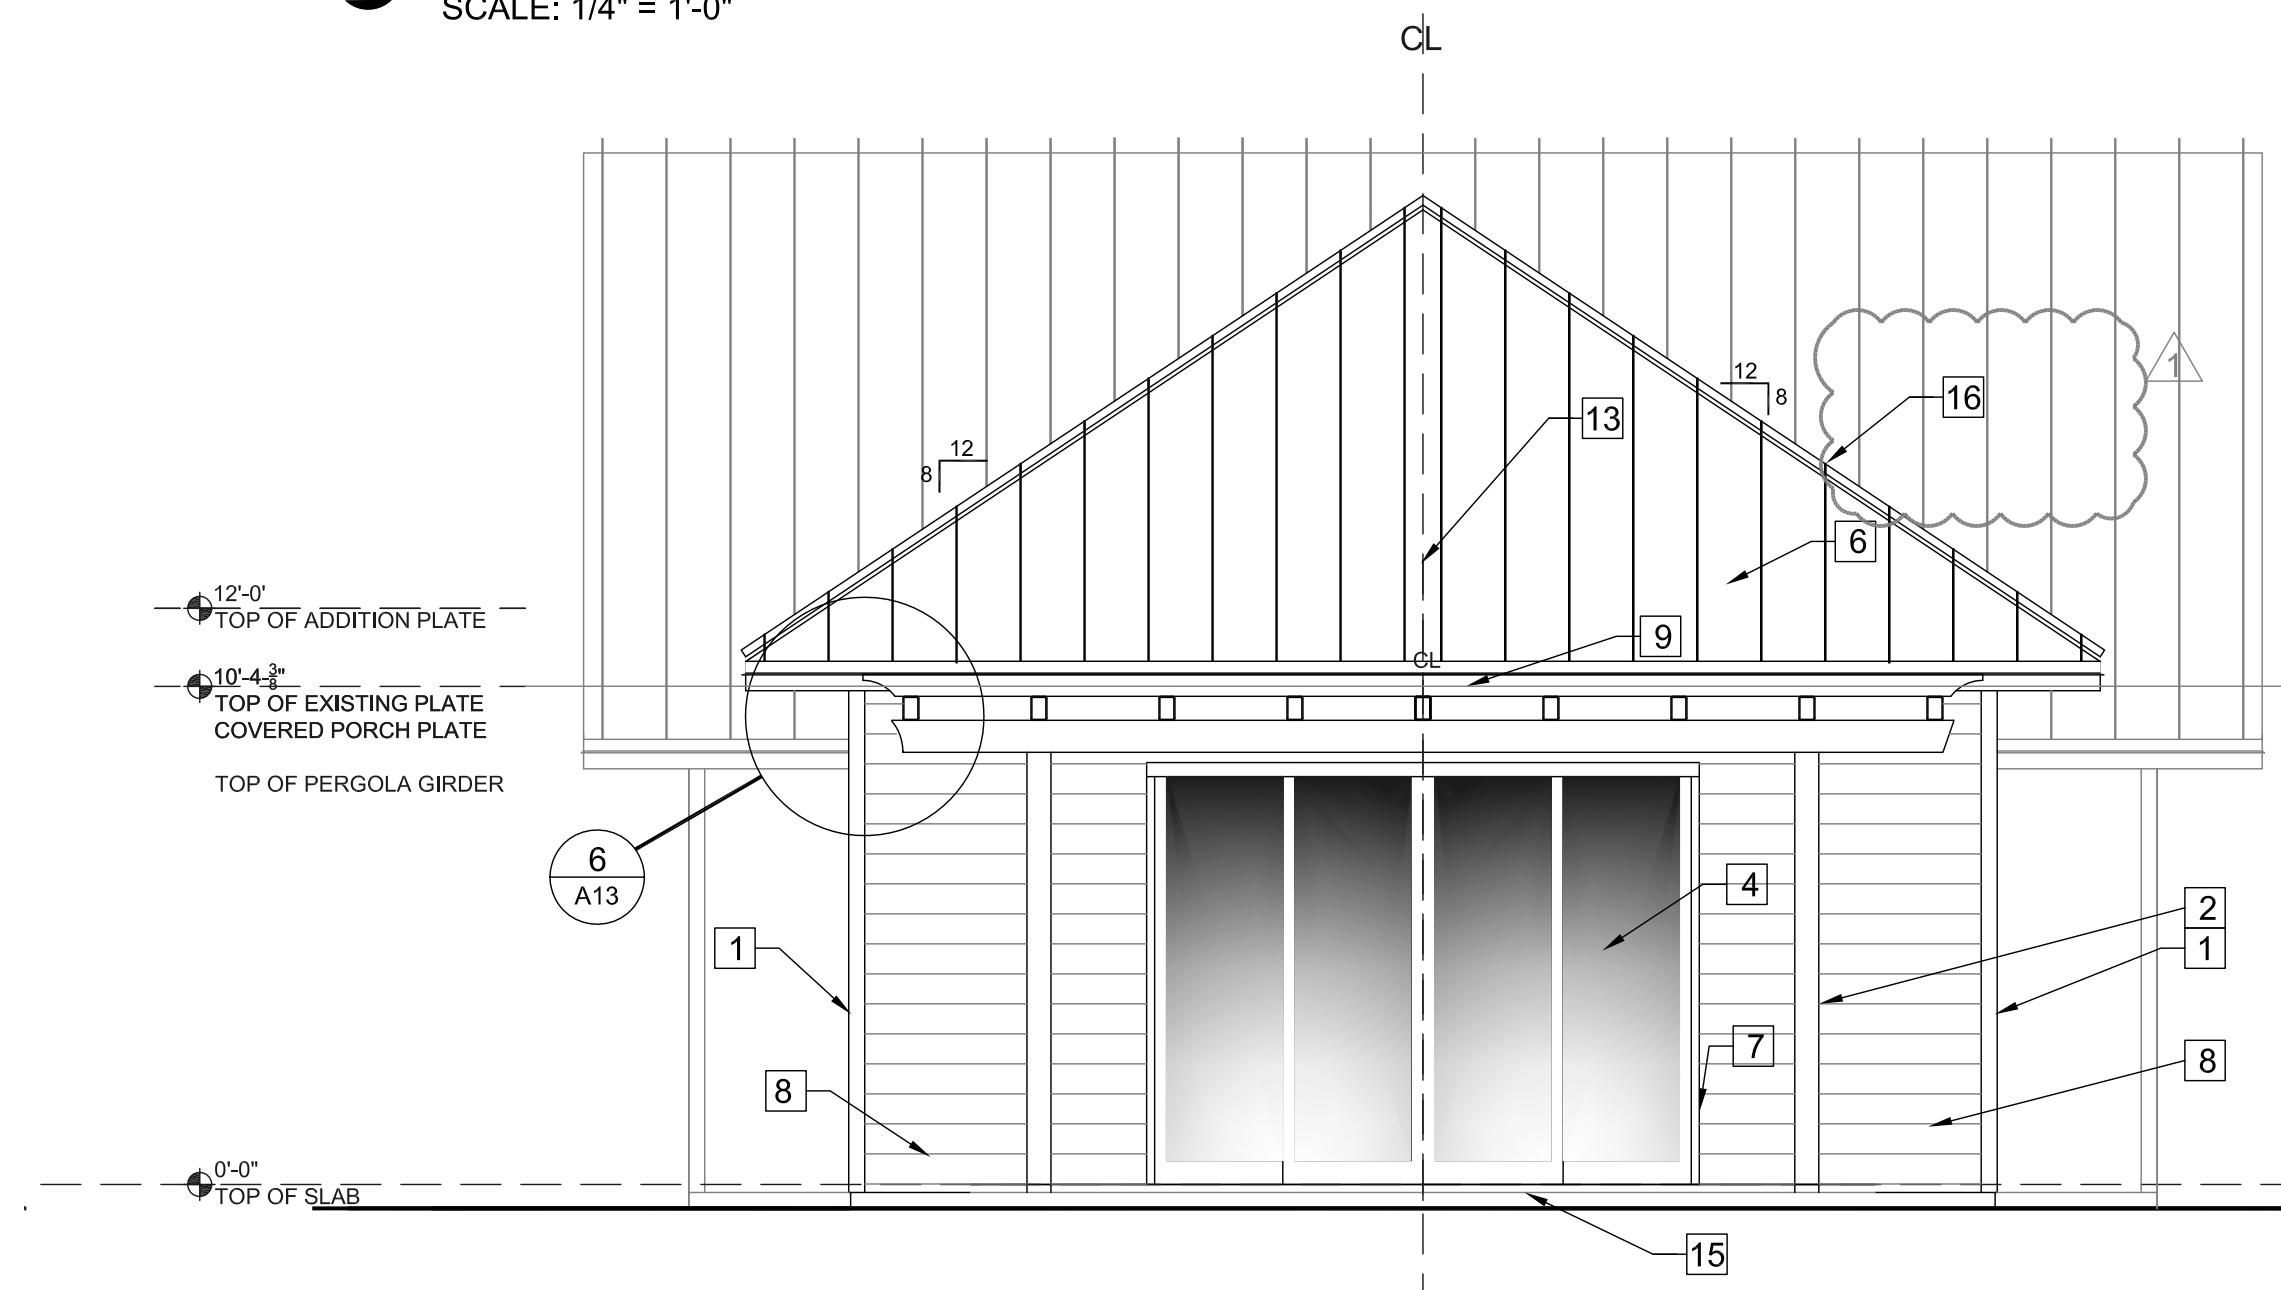 SCALE: 1/4" = 1'-0"
CL
1
12
8
16
13
12
8
6
12'-0'
TOP OF ADDITION PLATE
9
CL
10'-4-3/8"
TOP OF EXISTING PLATE
COVERED PORCH PLATE
TOP OF PERGOLA GIRDER
6
A13
4
2
1
1
7
8
8
0'-0"
TOP OF SLAB
15